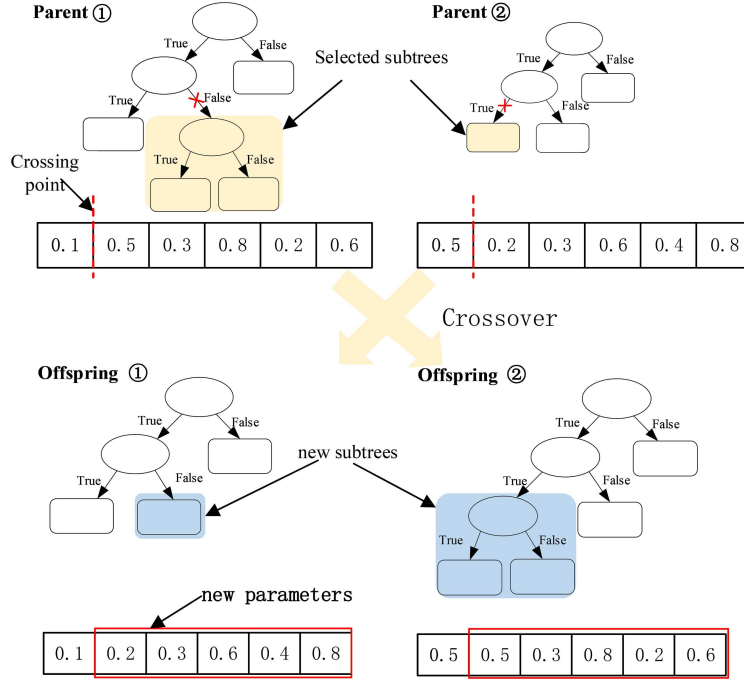 Parent ①
Parent ②
True
False
True
False
Selected subtrees
True
False
True
False
True
False
Crossing
point
0.1 0.5 0.3 0.8 0.2 0.6
0.5 0.2 0.3 0.6 0.4 0.8
Crossover
Offspring ①
Offspring ②
True
False
True
False
True
False
new subtrees
True
False
True
False
new parameters
0.1 0.2 0.3 0.6 0.4 0.8
0.5 0.5 0.3 0.8 0.2 0.6